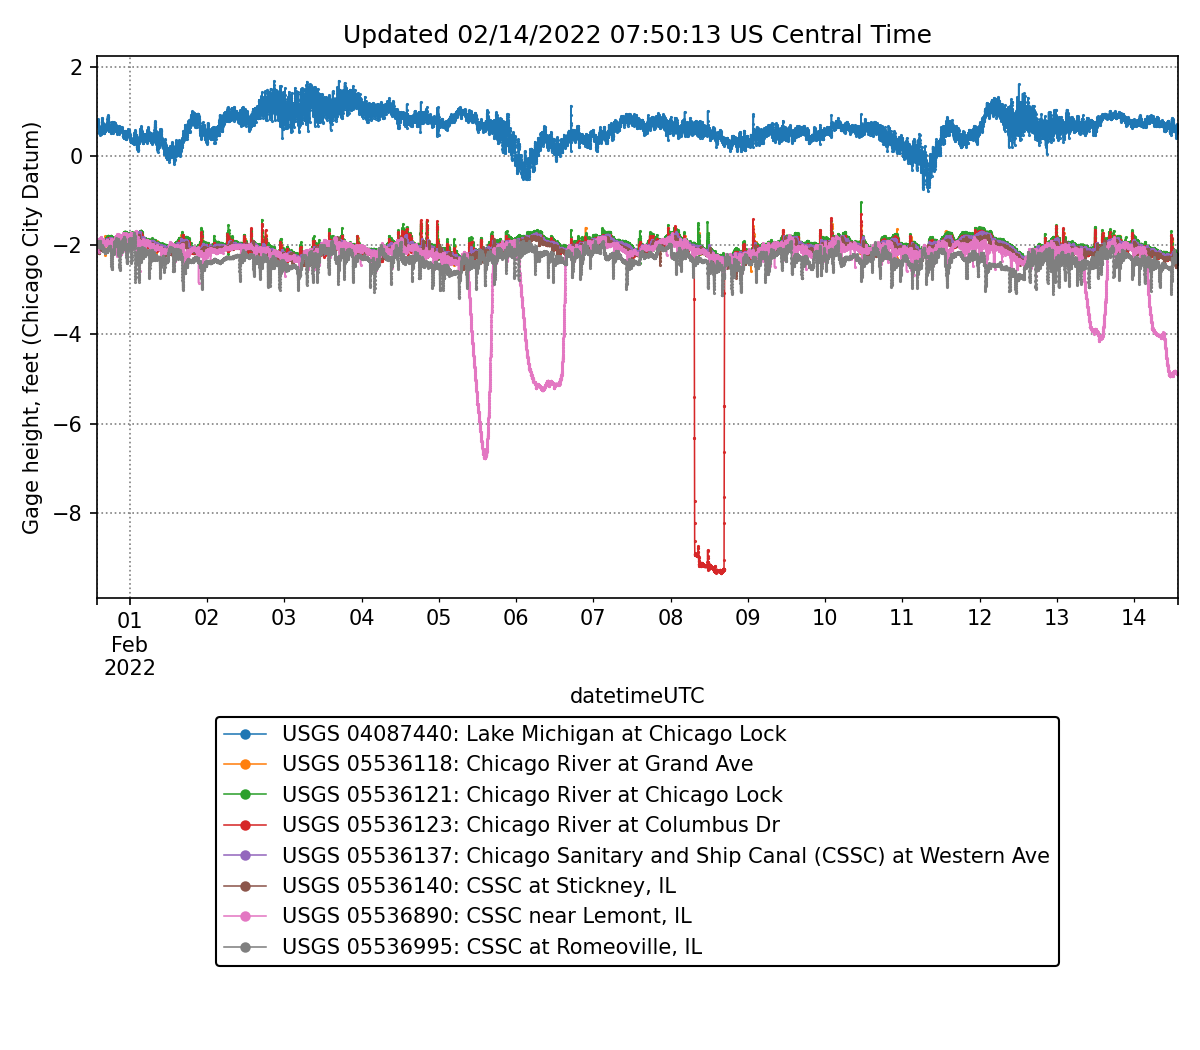 Updated 02/14/2022 07:50:13 US Central Time
Gage height, feet (Chicago City Datum)
2
0
−2
−4
−6
−8
01 02 03 04 05 06 07 08 09 10 11 12 13 14
Feb
2022
datetimeUTC
USGS 04087440: Lake Michigan at Chicago Lock
USGS 05536118: Chicago River at Grand Ave
USGS 05536121: Chicago River at Chicago Lock
USGS 05536123: Chicago River at Columbus Dr
USGS 05536137: Chicago Sanitary and Ship Canal (CSSC) at Western Ave
USGS 05536140: CSSC at Stickney, IL
USGS 05536890: CSSC near Lemont, IL
USGS 05536995: CSSC at Romeoville, IL